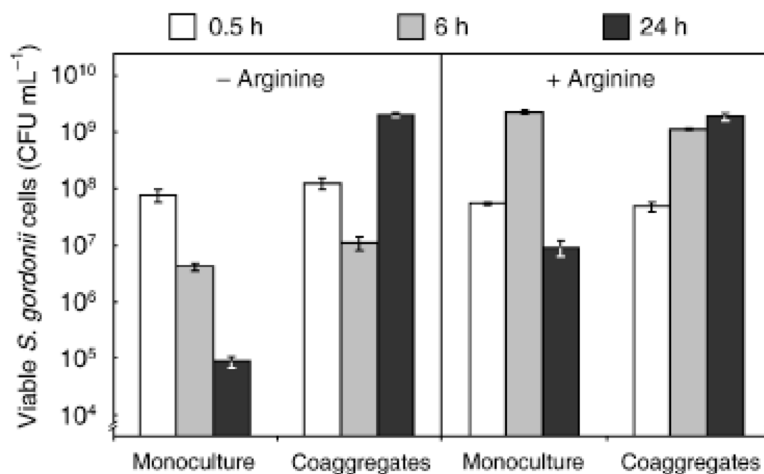 0.5 h 6 h 24 h
– Arginine + Arginine
Viable S. gordonii cells (CFU mL⁻¹)
10¹⁰
10⁹
10⁸
10⁷
10⁶
10⁵
10⁴
Monoculture Coaggregates Monoculture Coaggregates